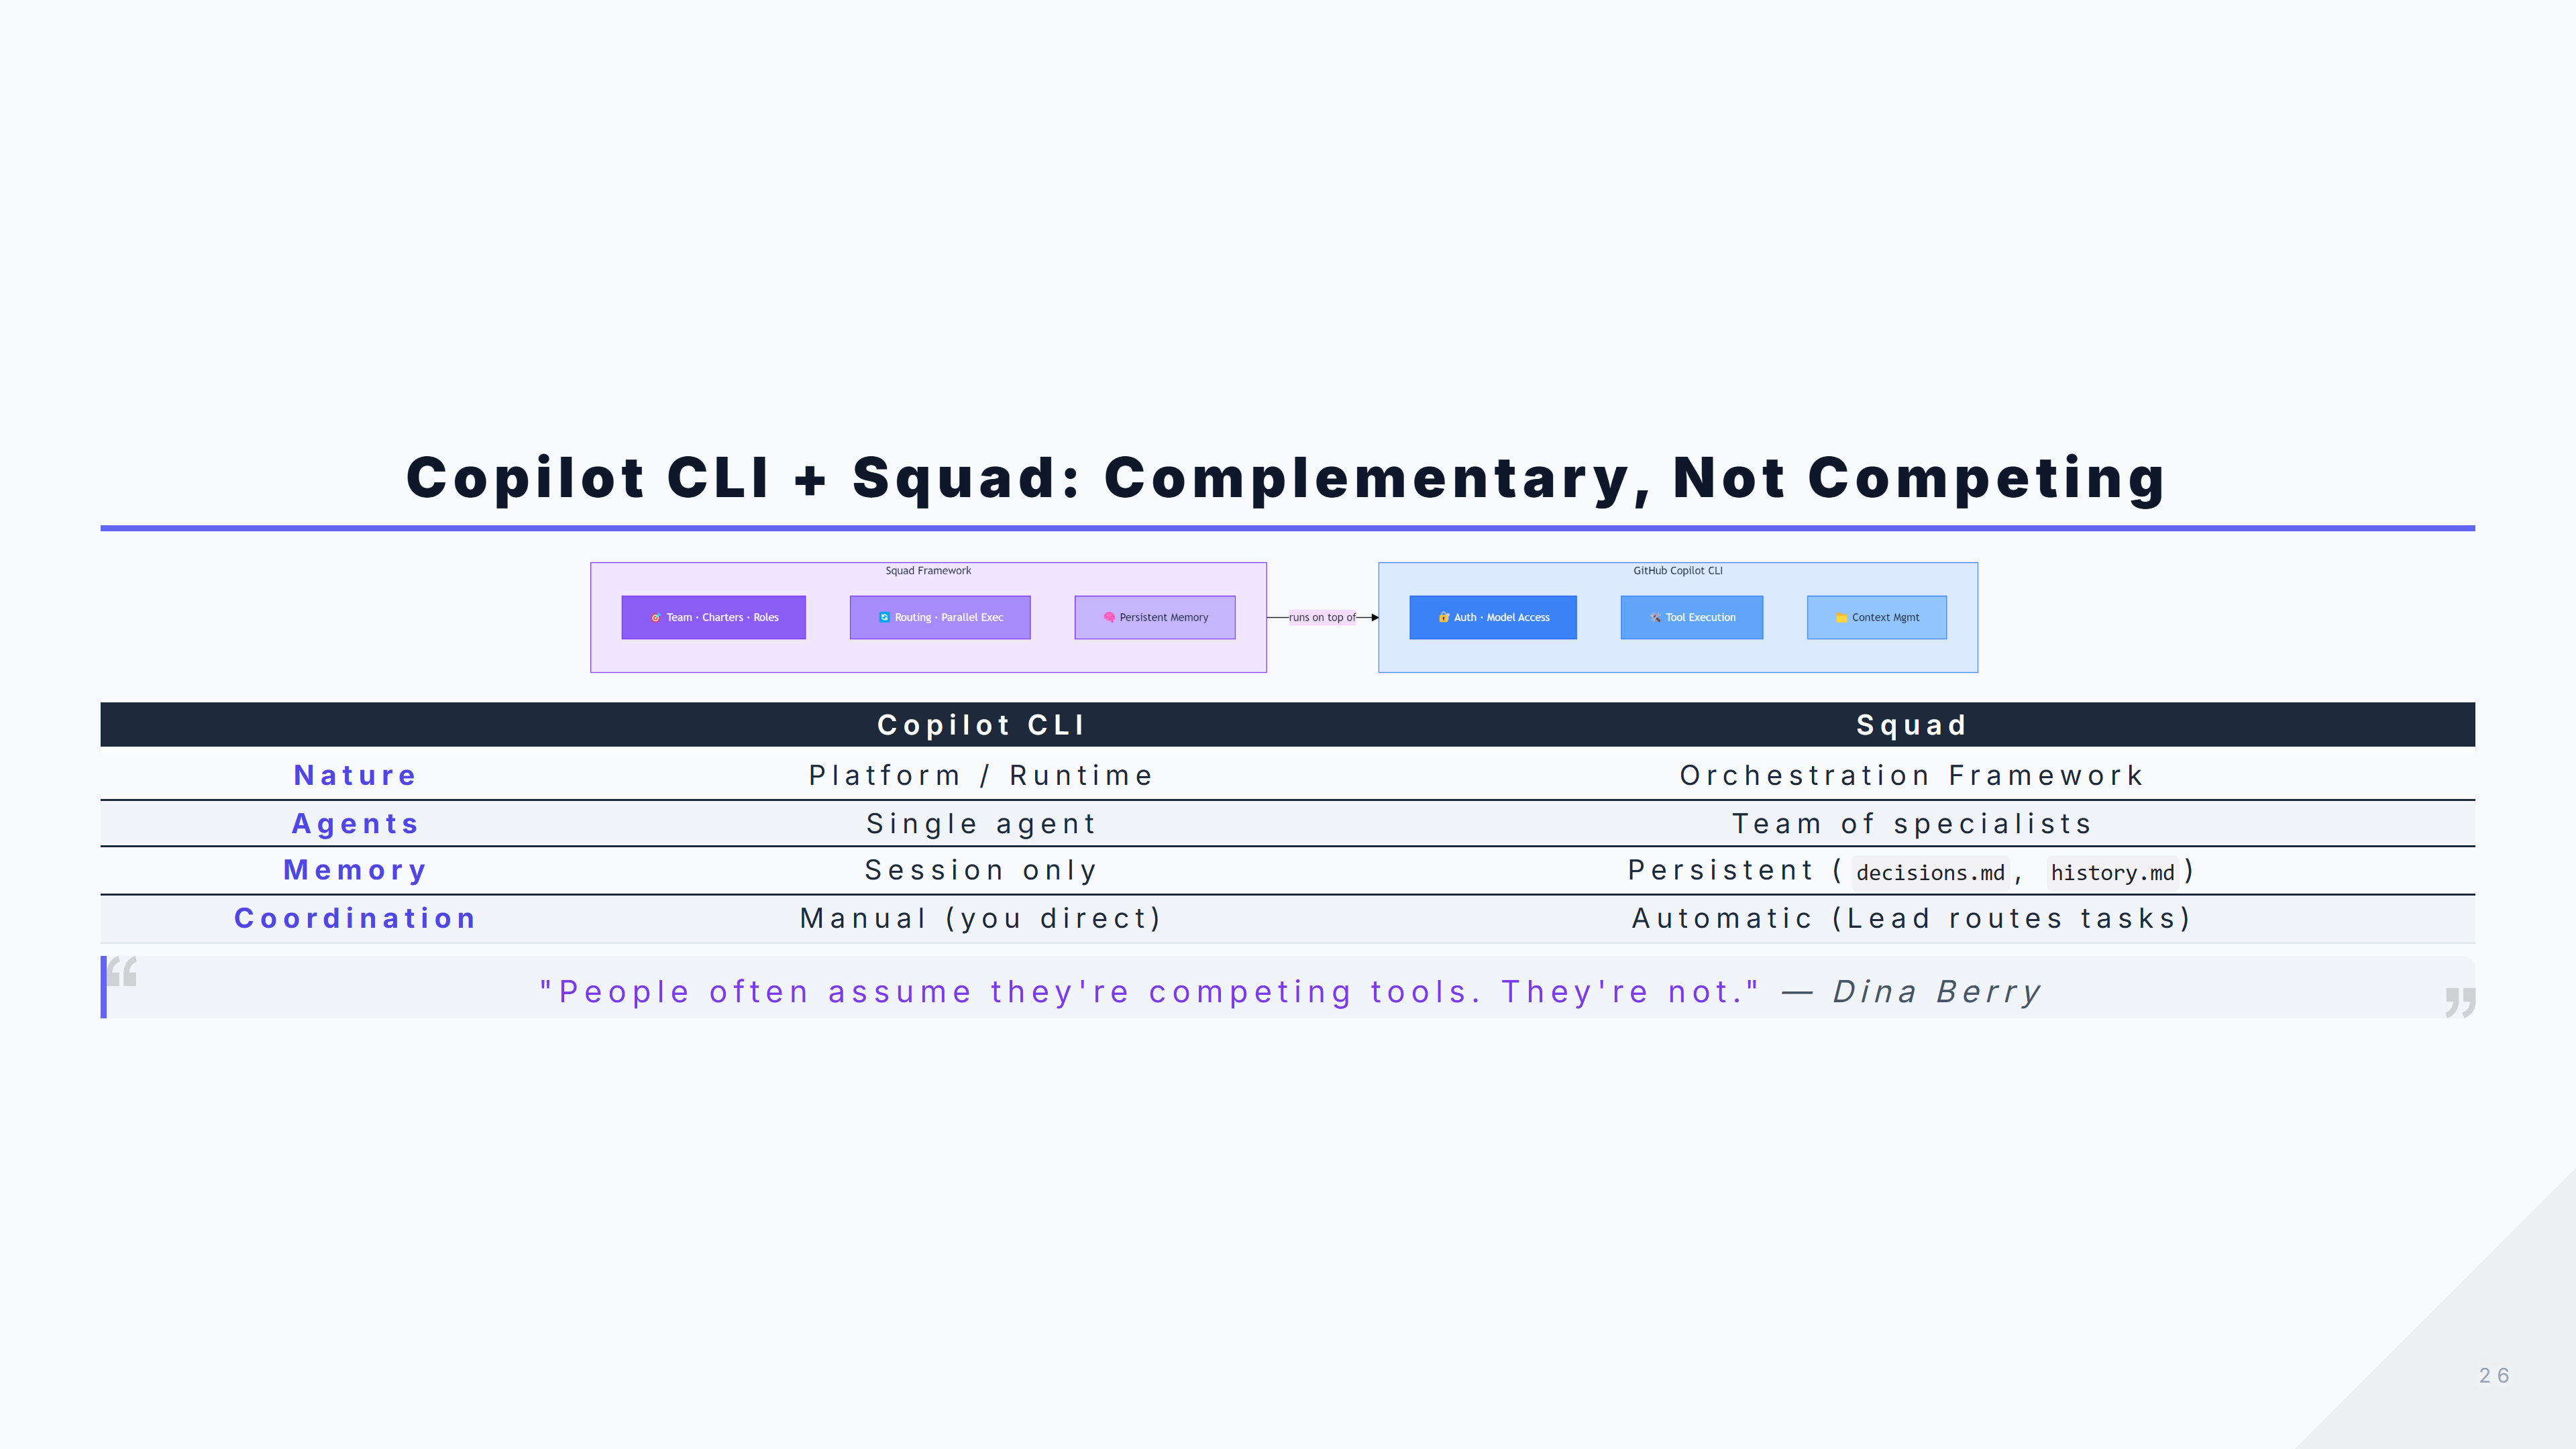 Copilot CLI + Squad: Complementary, Not Competing
Squad Framework
🎯 Team · Charters · Roles
🔄 Routing · Parallel Exec
🧠 Persistent Memory
runs on top of
GitHub Copilot CLI
🔐 Auth · Model Access
🛠️ Tool Execution
📁 Context Mgmt
Copilot CLI Squad
Nature Platform / Runtime Orchestration Framework
Agents Single agent Team of specialists
Memory Session only Persistent (decisions.md, history.md)
Coordination Manual (you direct) Automatic (Lead routes tasks)
"People often assume they're competing tools. They're not." — Dina Berry
26